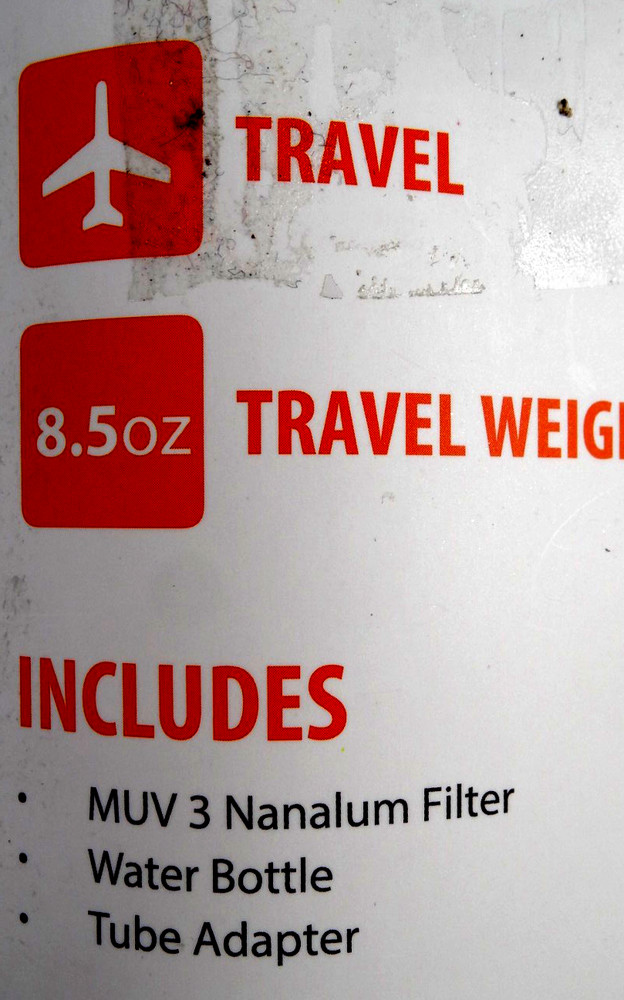 TRAVEL
8.5oz
TRAVEL WEIG
INCLUDES
• MUV 3 Nanalum Filter
• Water Bottle
• Tube Adapter